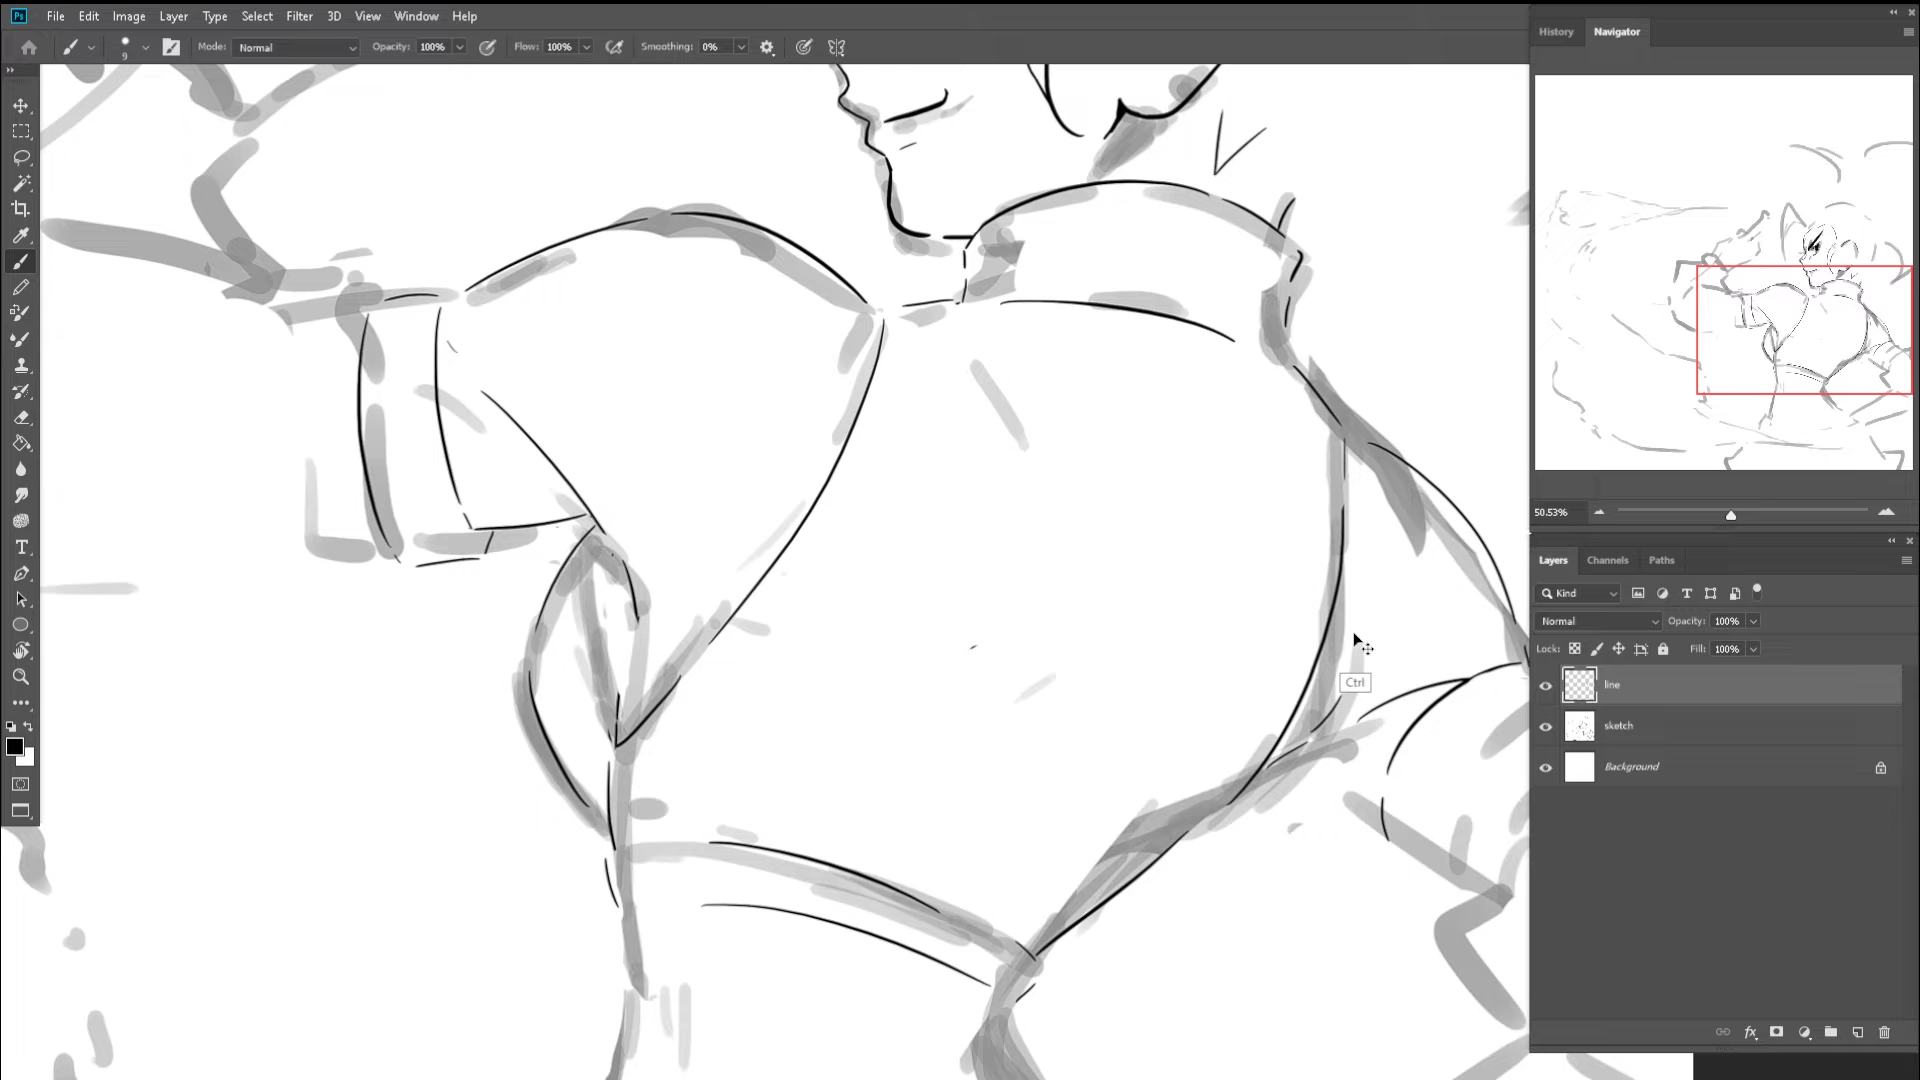 Ps File Edit Image Layer Type Select Filter 3D View Window Help
9 Mode: Normal Opacity: 100% Flow: 100% Smoothing: 0%
History Navigator
50.53%
Layers Channels Paths
Kind
Normal Opacity: 100%
Lock: Fill: 100%
line
sketch
Background
Ctrl